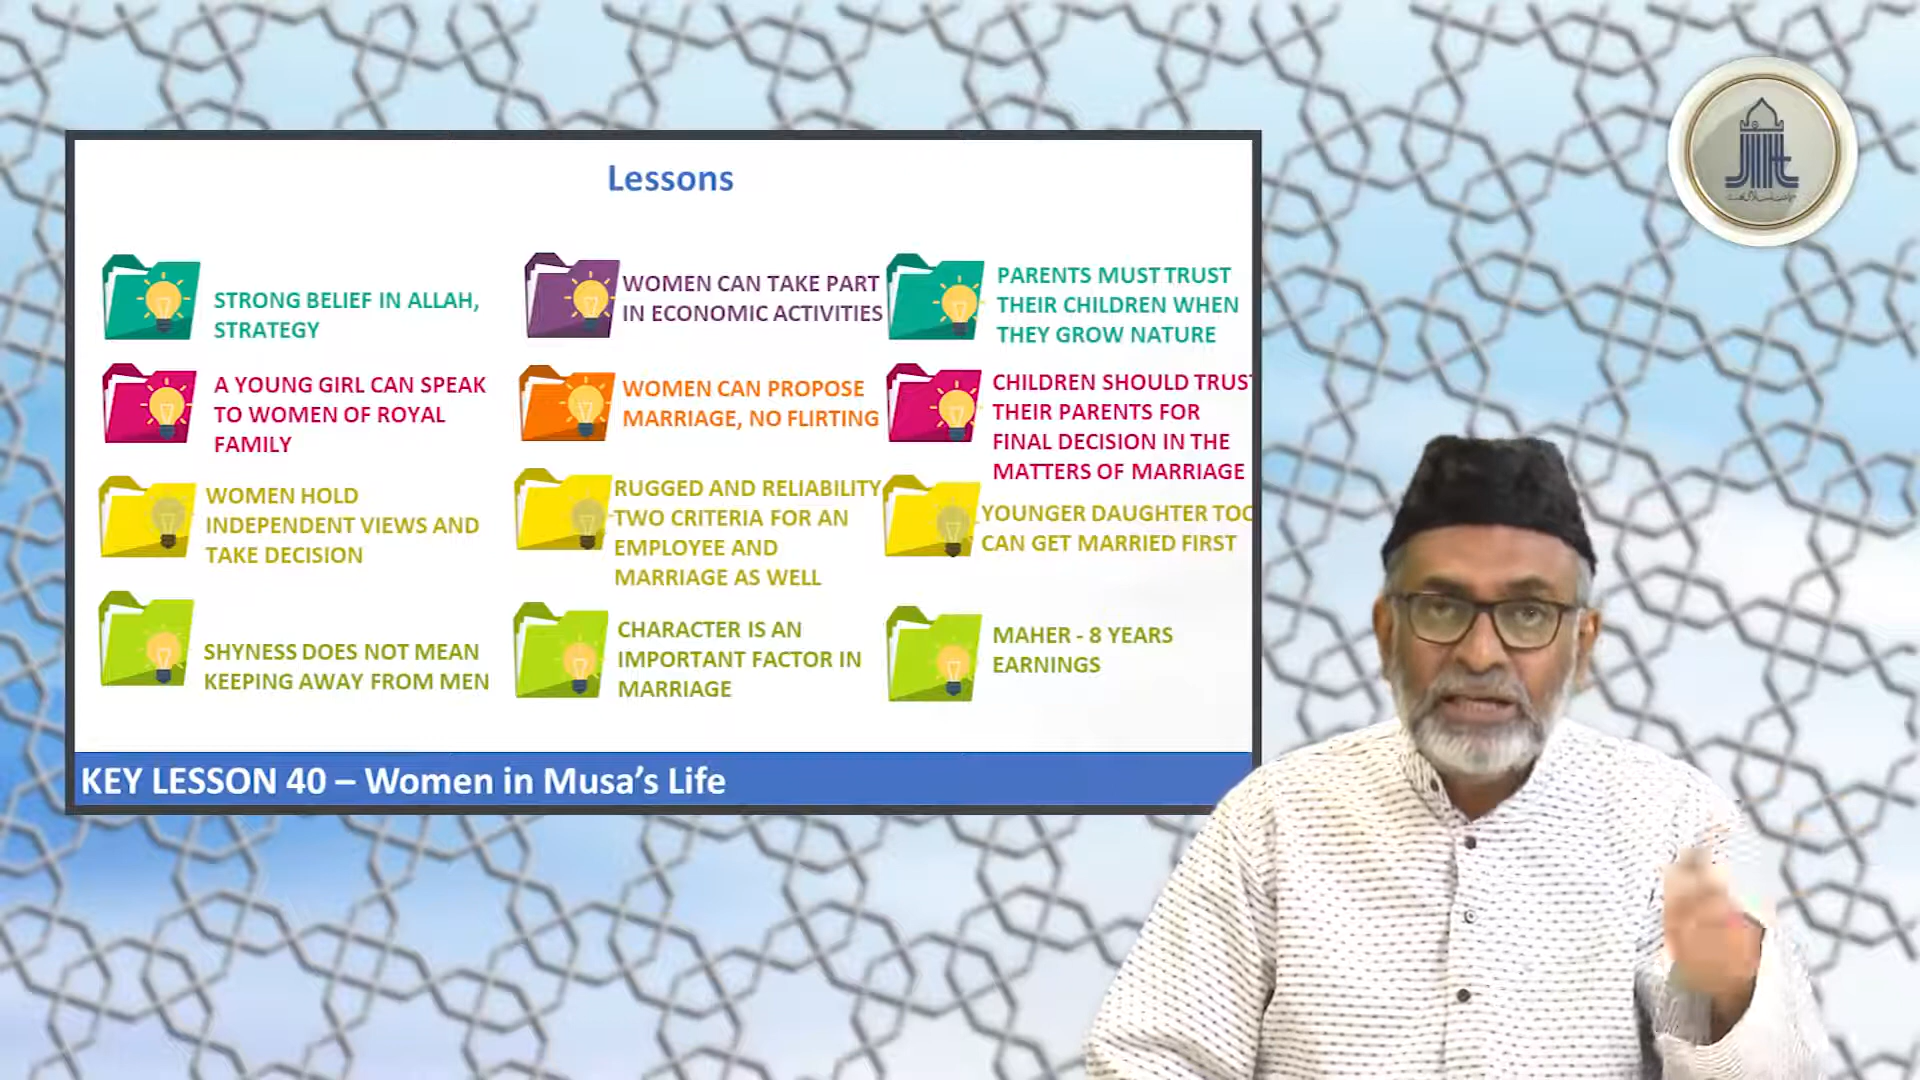 Lessons
STRONG BELIEF IN ALLAH,
STRATEGY
A YOUNG GIRL CAN SPEAK
TO WOMEN OF ROYAL
FAMILY
WOMEN HOLD
INDEPENDENT VIEWS AND
TAKE DECISION
SHYNESS DOES NOT MEAN
KEEPING AWAY FROM MEN
WOMEN CAN TAKE PART
IN ECONOMIC ACTIVITIES
WOMEN CAN PROPOSE
MARRIAGE, NO FLIRTING
RUGGED AND RELIABILITY
TWO CRITERIA FOR AN
EMPLOYEE AND
MARRIAGE AS WELL
CHARACTER IS AN
IMPORTANT FACTOR IN
MARRIAGE
PARENTS MUST TRUST
THEIR CHILDREN WHEN
THEY GROW NATURE
CHILDREN SHOULD TRUST
THEIR PARENTS FOR
FINAL DECISION IN THE
MATTERS OF MARRIAGE
YOUNGER DAUGHTER TOO
CAN GET MARRIED FIRST
MAHER - 8 YEARS
EARNINGS
KEY LESSON 40 – Women in Musa's Life